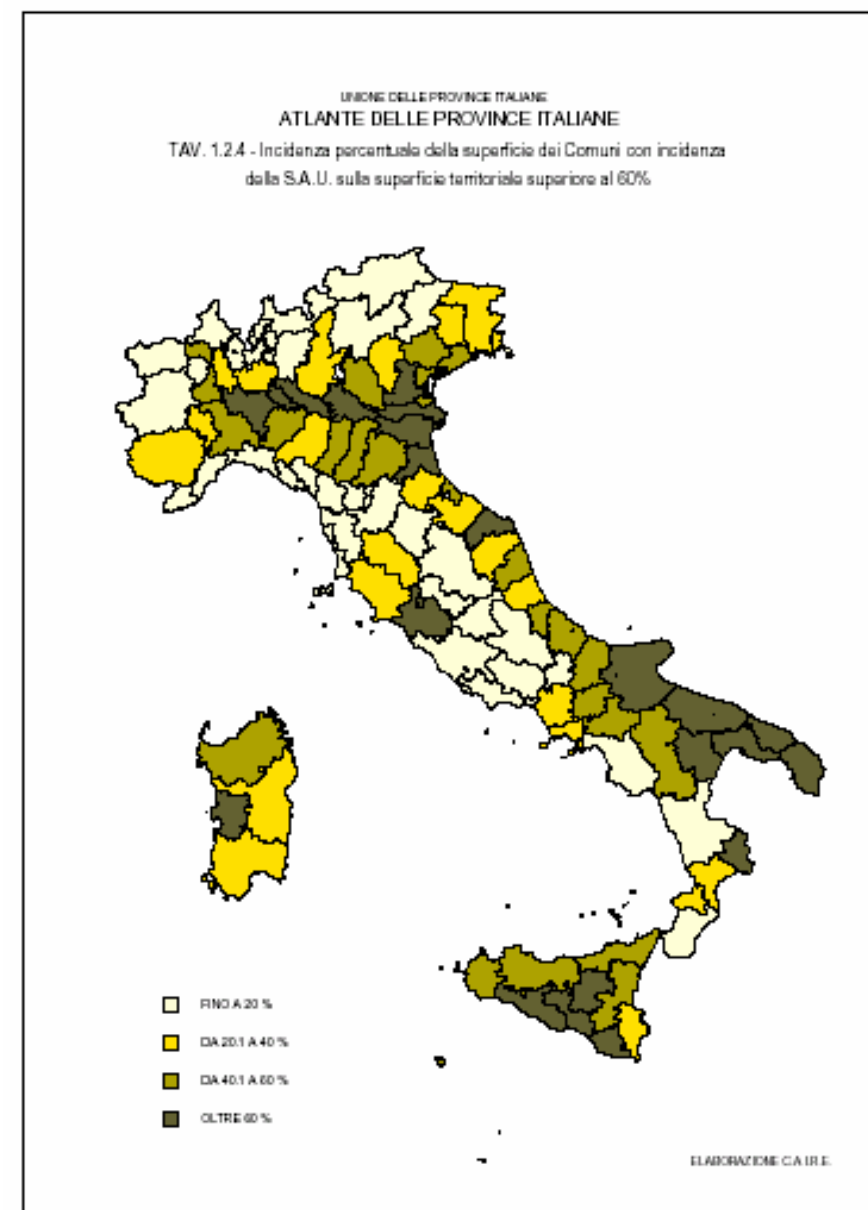 UNIONE DELLE PROVINCE ITALIANE
ATLANTE DELLE PROVINCE ITALIANE
TAV. 1.2.4 - Incidenza percentuale della superficie dei Comuni con incidenza
della S.A.U. sulla superficie territoriale superiore al 60%
FINO A 20 %
DA 20.1 A 40 %
DA 40.1 A 60 %
OLTRE 60 %
ELABORAZIONE C.A.I.R.E.